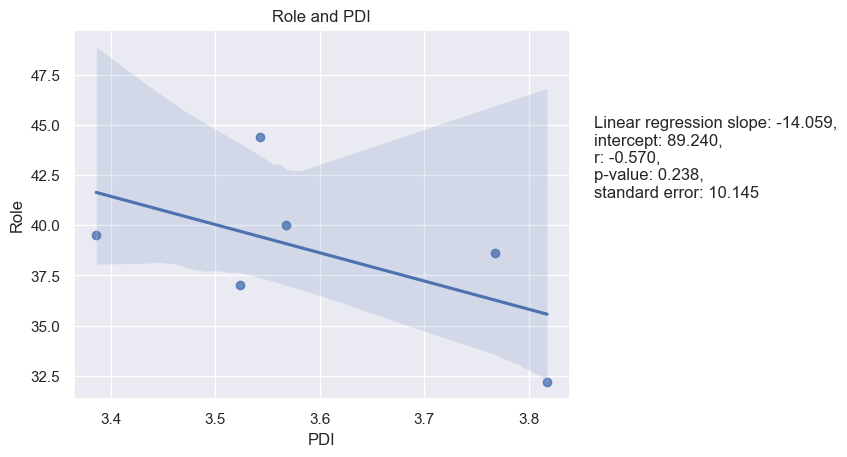 Role and PDI
47.5
45.0
42.5
40.0
37.5
35.0
32.5
Role
3.4
3.5
3.6
3.7
3.8
PDI
Linear regression slope: -14.059,
intercept: 89.240,
r: -0.570,
p-value: 0.238,
standard error: 10.145